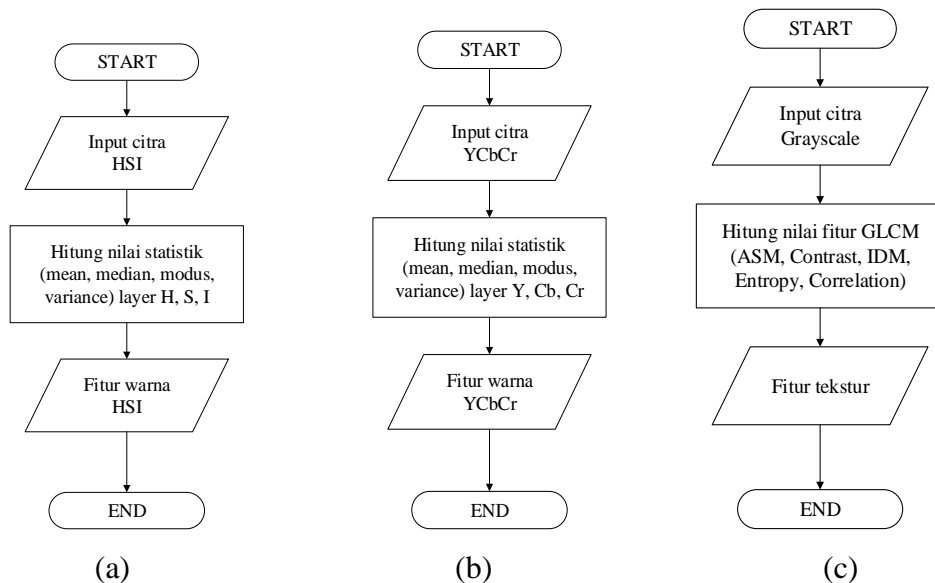 START
Input citra
HSI
Hitung nilai statistik
(mean, median, modus,
variance) layer H, S, I
Fitur warna
HSI
END
(a)
START
Input citra
YCbCr
Hitung nilai statistik
(mean, median, modus,
variance) layer Y, Cb, Cr
Fitur warna
YCbCr
END
(b)
START
Input citra
Grayscale
Hitung nilai fitur GLCM
(ASM, Contrast, IDM,
Entropy, Correlation)
Fitur tekstur
END
(c)